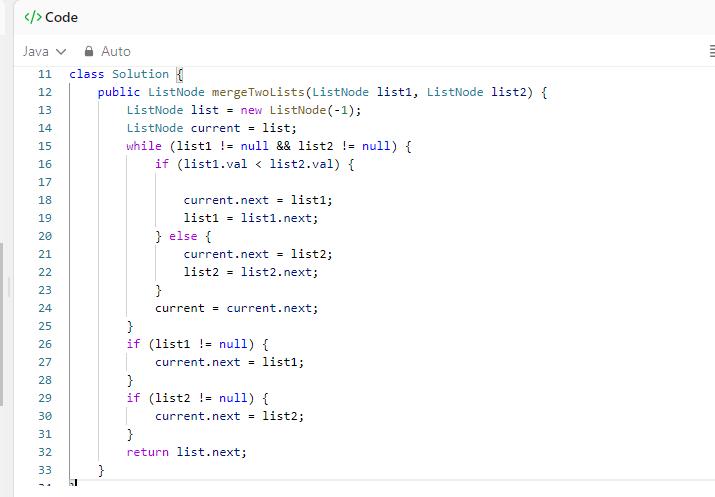 </> Code
Java Auto
11 class Solution {
12 public ListNode mergeTwoLists(ListNode list1, ListNode list2) {
13 ListNode list = new ListNode(-1);
14 ListNode current = list;
15 while (list1 != null && list2 != null) {
16 if (list1.val < list2.val) {
17
18 current.next = list1;
19 list1 = list1.next;
20 } else {
21 current.next = list2;
22 list2 = list2.next;
23 }
24 current = current.next;
25 }
26 if (list1 != null) {
27 current.next = list1;
28 }
29 if (list2 != null) {
30 current.next = list2;
31 }
32 return list.next;
33 }